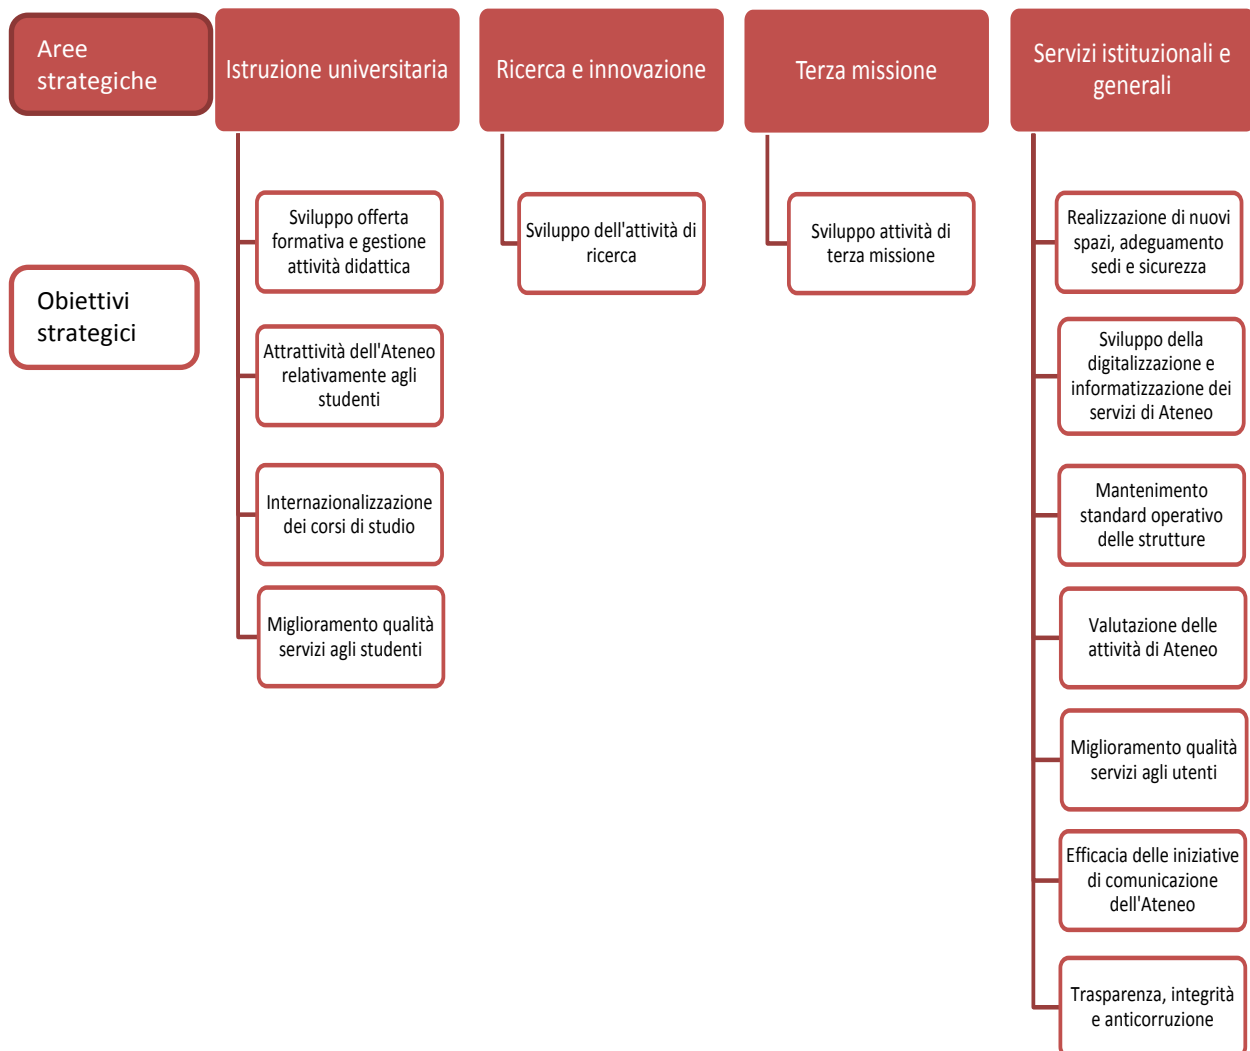 Aree
strategiche
Istruzione universitaria
Ricerca e innovazione
Terza missione
Servizi istituzionali e
generali
Obiettivi
strategici
Sviluppo offerta
formativa e gestione
attività didattica
Attrattività dell'Ateneo
relativamente agli
studenti
Internazionalizzazione
dei corsi di studio
Miglioramento qualità
servizi agli studenti
Sviluppo dell'attività di
ricerca
Sviluppo attività di
terza missione
Realizzazione di nuovi
spazi, adeguamento
sedi e sicurezza
Sviluppo della
digitalizzazione e
informatizzazione dei
servizi di Ateneo
Mantenimento
standard operativo
delle strutture
Valutazione delle
attività di Ateneo
Miglioramento qualità
servizi agli utenti
Efficacia delle iniziative
di comunicazione
dell'Ateneo
Trasparenza, integrità
e anticorruzione